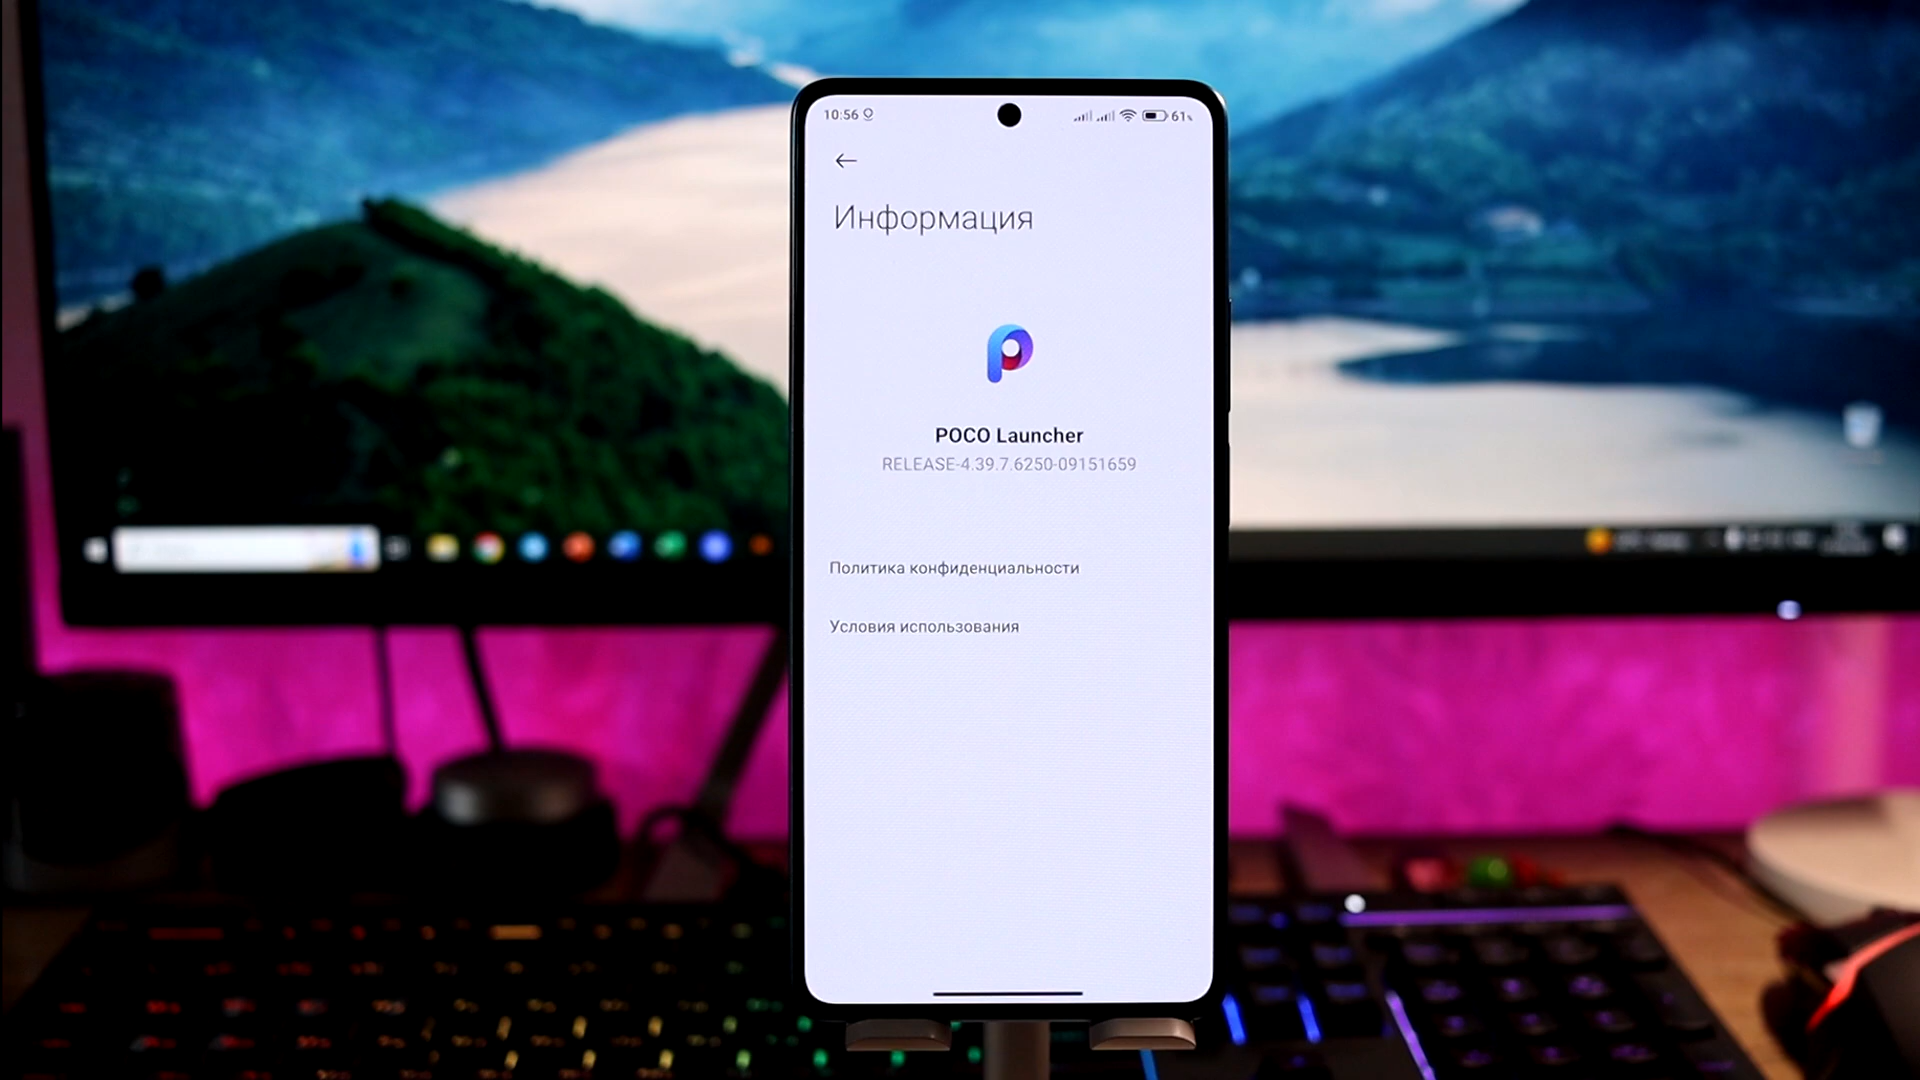 10:56
61%
Информация
POCO Launcher
RELEASE-4.39.7.6250-09151659
Политика конфиденциальности
Условия использования